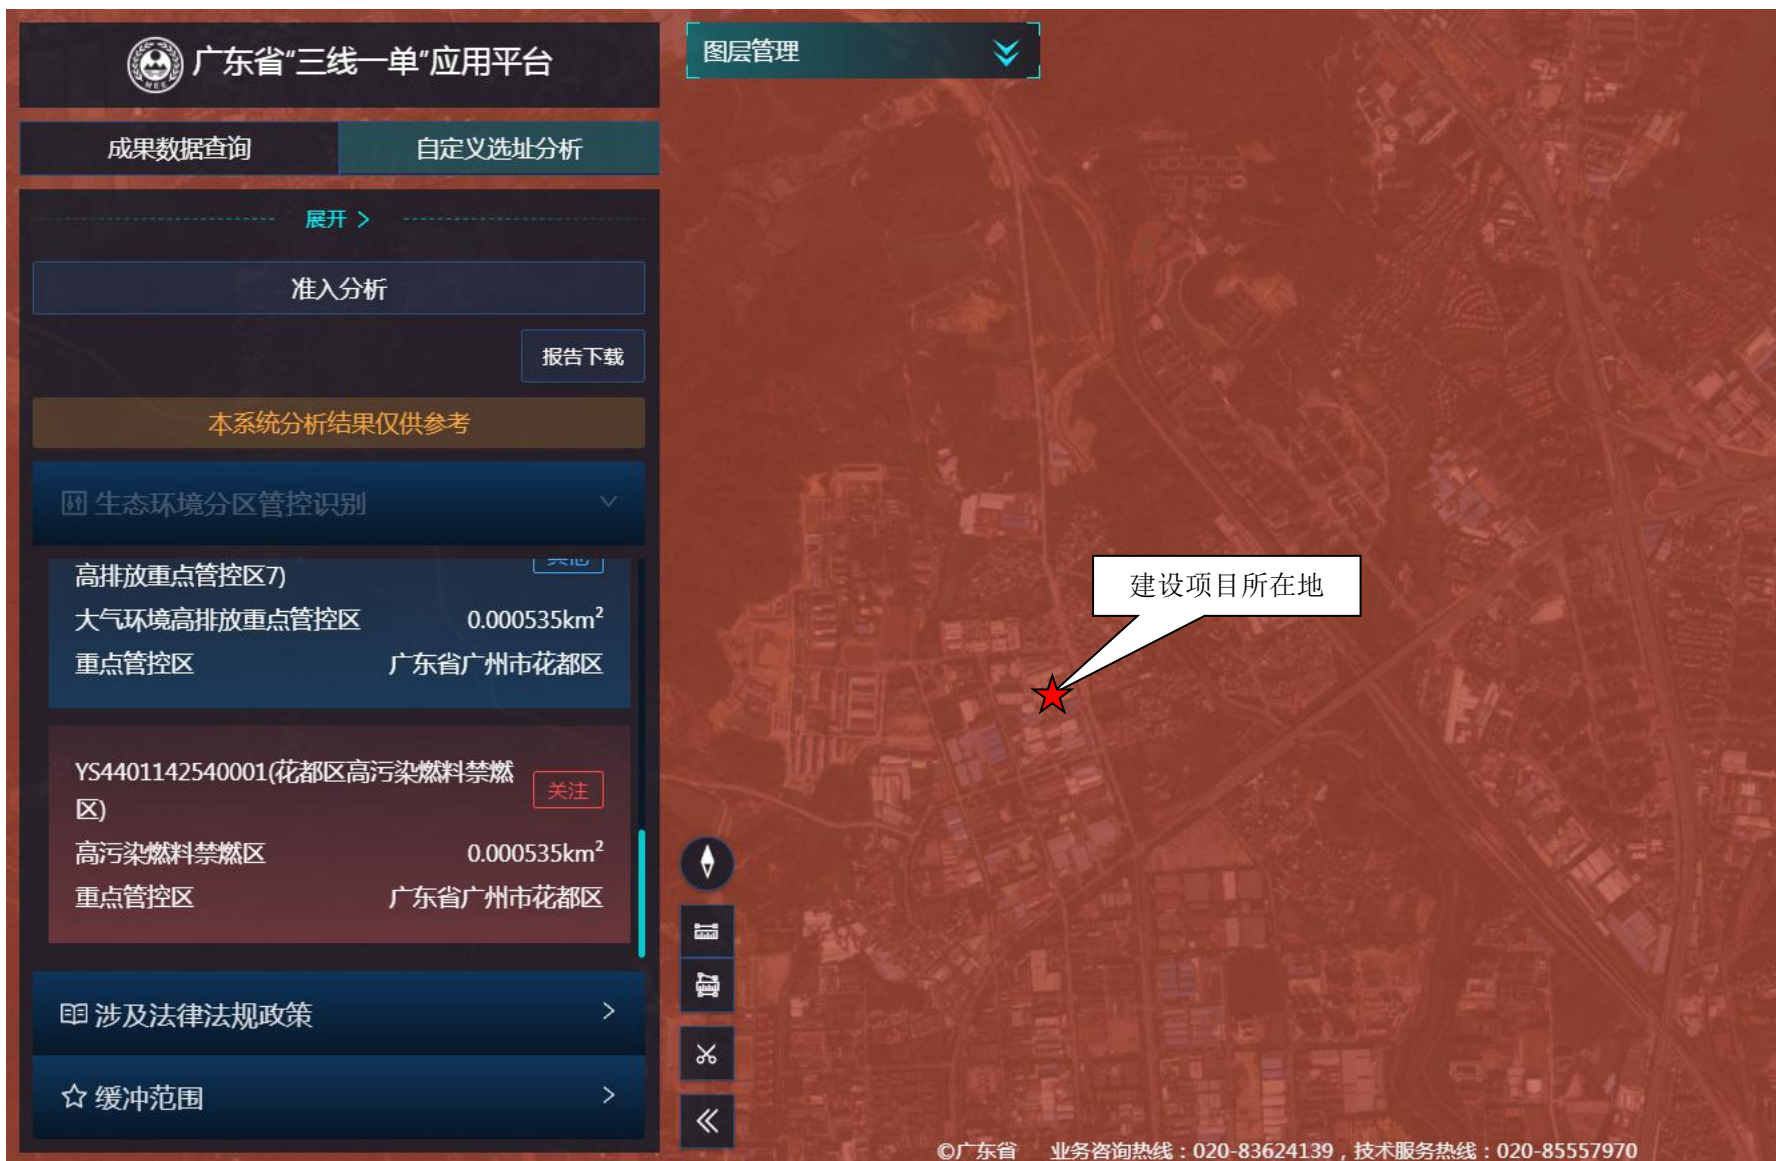 广东省"三线一单"应用平台
图层管理
成果数据查询
自定义选址分析
展开 >
准入分析
报告下载
本系统分析结果仅供参考
生态环境分区管控识别
高排放重点管控区7)
大气环境高排放重点管控区 0.000535km²
重点管控区 广东省广州市花都区
YS4401142540001(花都区高污染燃料禁燃
区)
关注
高污染燃料禁燃区 0.000535km²
重点管控区 广东省广州市花都区
涉及法律法规政策
缓冲范围
建设项目所在地
©广东省 业务咨询热线：020-83624139，技术服务热线：020-85557970